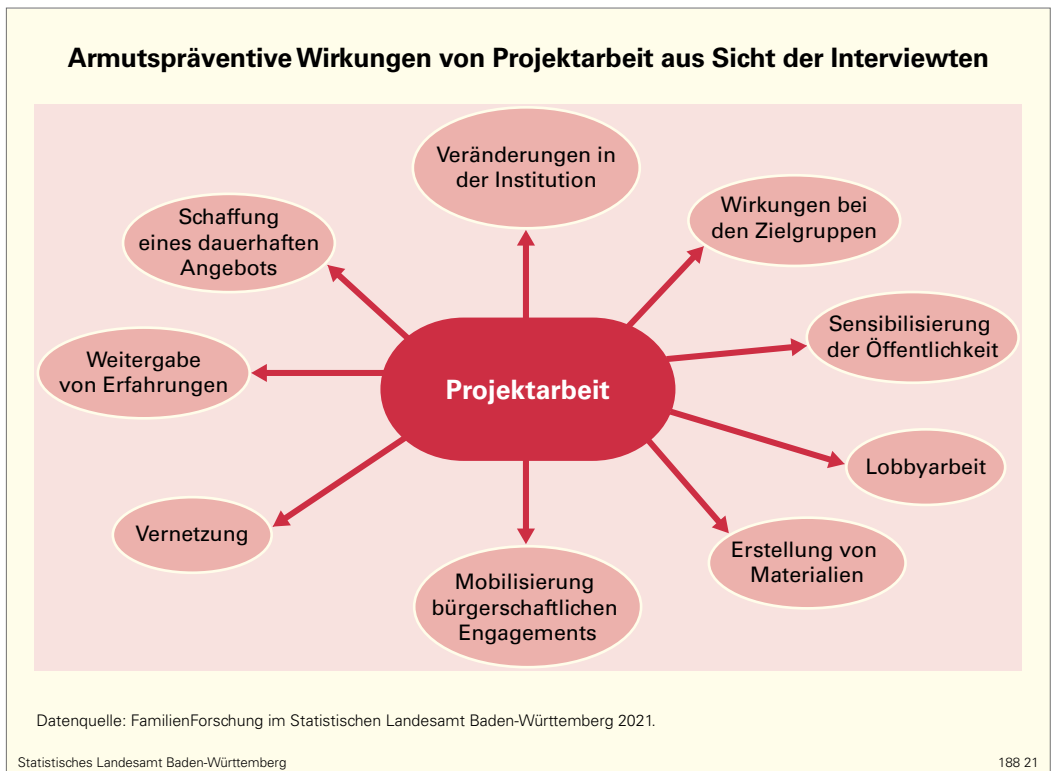 Armutspräventive Wirkungen von Projektarbeit aus Sicht der Interviewten
Veränderungen in
der Institution
Wirkungen bei
den Zielgruppen
Sensibilisierung
der Öffentlichkeit
Lobbyarbeit
Erstellung von
Materialien
Mobilisierung
bürgerschaftlichen
Engagements
Vernetzung
Weitergabe
von Erfahrungen
Schaffung
eines dauerhaften
Angebots
Projektarbeit
Datenquelle: FamilienForschung im Statistischen Landesamt Baden-Württemberg 2021.
Statistisches Landesamt Baden-Württemberg
188 21